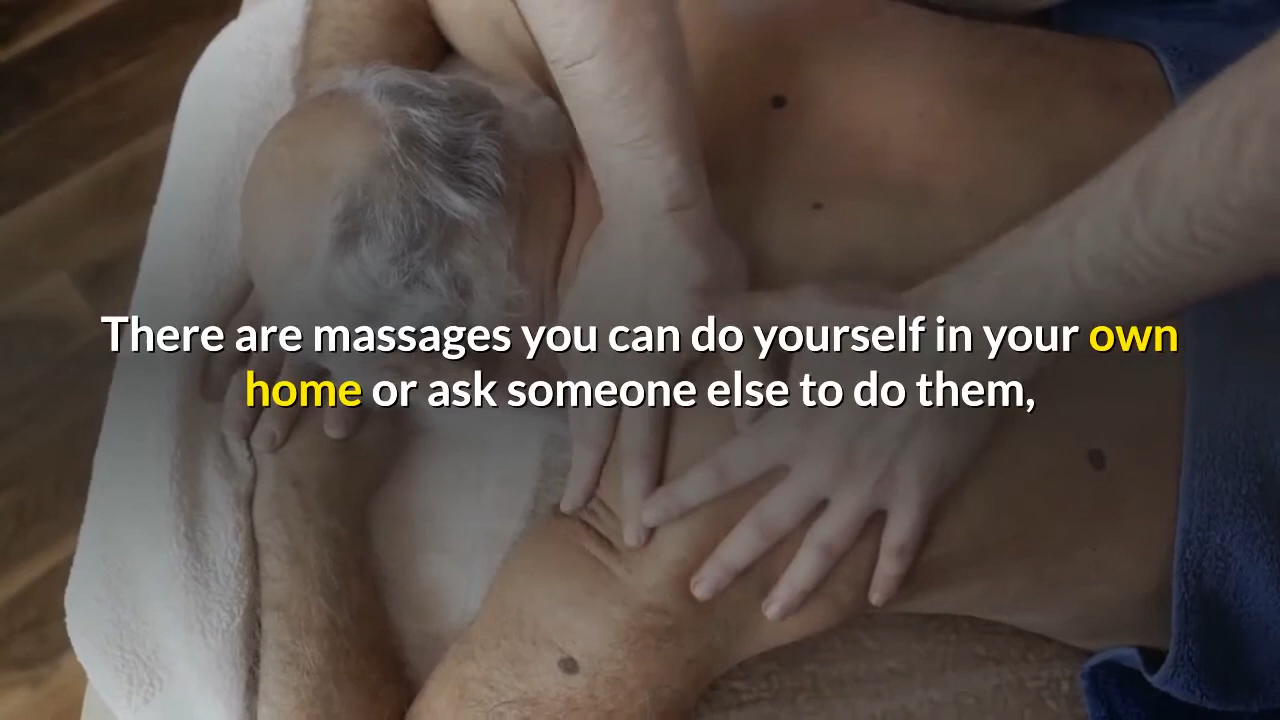 There are massages you can do yourself in your own
home or ask someone else to do them,